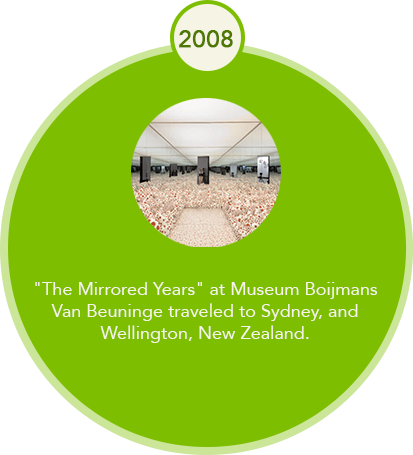 2008
"The Mirrored Years" at Museum Boijmans
Van Beuninge traveled to Sydney, and
Wellington, New Zealand.